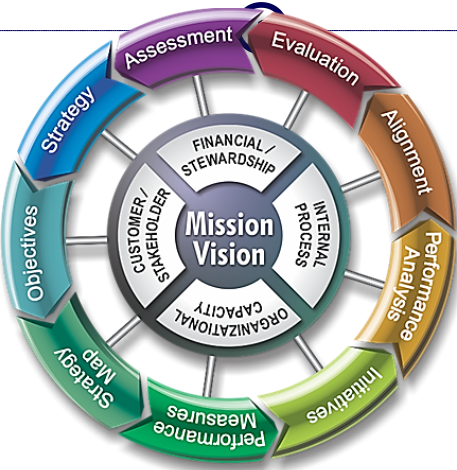 Assessment
Evaluation
Alignment
Performance
Analysis
Initiatives
Performance
Measures
Strategy
Map
Objectives
Strategy
FINANCIAL /
STEWARDSHIP
INTERNAL
PROCESS
ORGANIZATIONAL
CAPACITY
CUSTOMER /
STAKEHOLDER
Mission
Vision